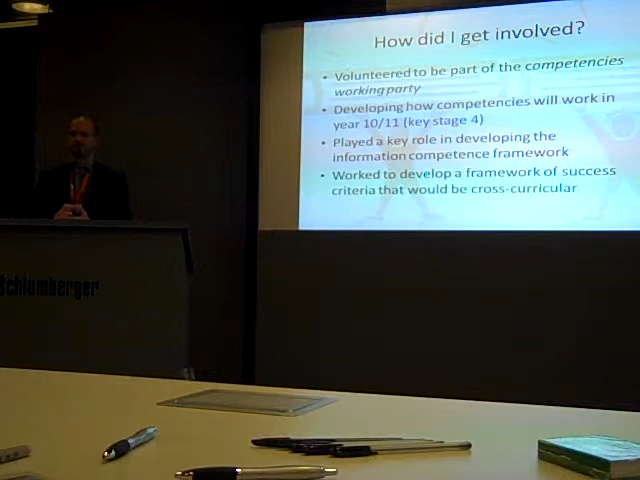 How did I get involved?
• Volunteered to be part of the competencies
working party
• Developing how competencies will work in
year 10/11 (key stage 4)
• Played a key role in developing the
information competence framework
• Worked to develop a framework of success
criteria that would be cross-curricular
Schlumberger